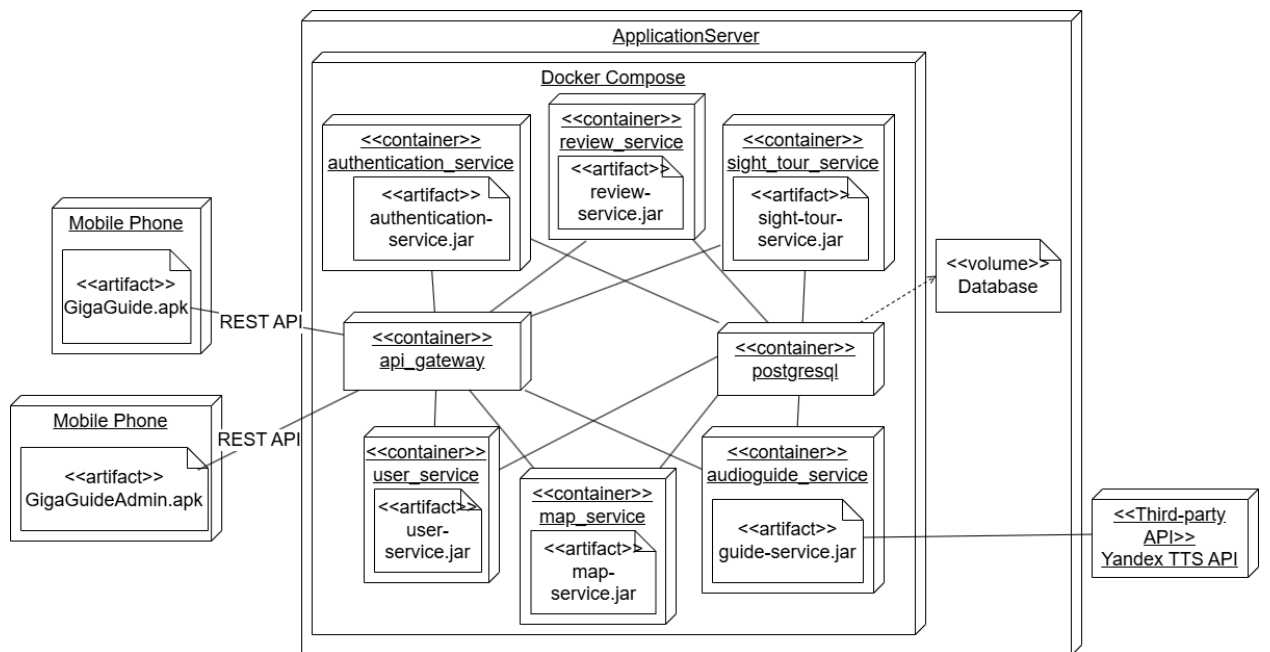 ApplicationServer
Docker Compose
<<container>>
authentication_service
<<artifact>>
authentication-
service.jar
<<container>>
review_service
<<artifact>>
review-
service.jar
<<container>>
sight_tour_service
<<artifact>>
sight-tour-
service.jar
Mobile Phone
<<artifact>>
GigaGuide.apk
REST API
<<container>>
api_gateway
<<container>>
postgresql
<<volume>>
Database
Mobile Phone
<<artifact>>
GigaGuideAdmin.apk
REST API
<<container>>
user_service
<<artifact>>
user-
service.jar
<<container>>
map_service
<<artifact>>
map-
service.jar
<<container>>
audioguide_service
<<artifact>>
guide-service.jar
<<Third-party
API>>
Yandex TTS API